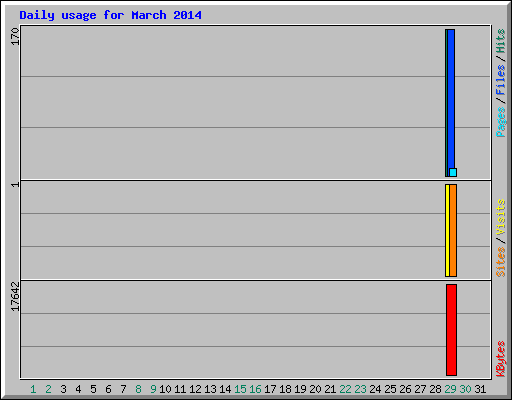 Daily usage for March 2014
170
1
17642
Pages/Files/Hits
Sites/Visits
KBytes
1 2 3 4 5 6 7 8 9 10 11 12 13 14 15 16 17 18 19 20 21 22 23 24 25 26 27 28 29 30 31